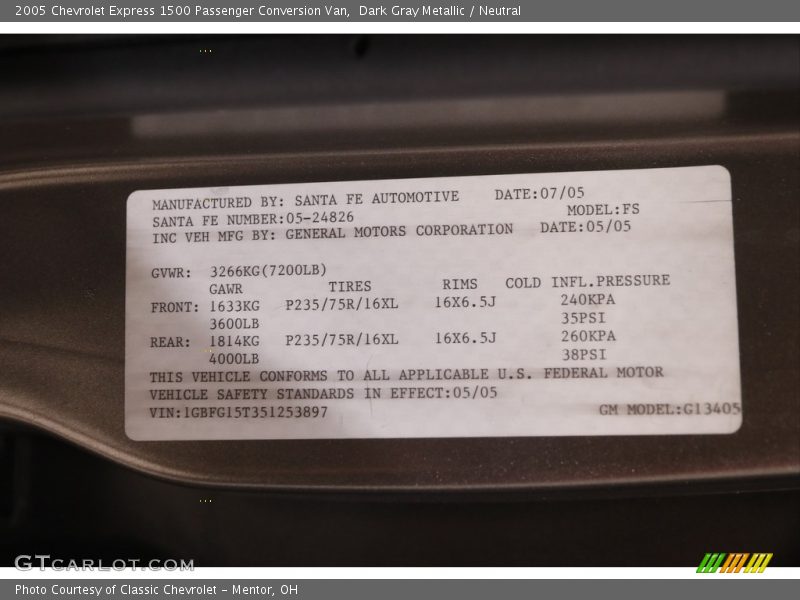 2005 Chevrolet Express 1500 Passenger Conversion Van, Dark Gray Metallic / Neutral
MANUFACTURED BY: SANTA FE AUTOMOTIVE DATE:07/05
SANTA FE NUMBER:05-24826 MODEL:FS
INC VEH MFG BY: GENERAL MOTORS CORPORATION DATE:05/05
GVWR: 3266KG(7200LB)
GAWR TIRES RIMS COLD INFL.PRESSURE
FRONT: 1633KG P235/75R/16XL 16X6.5J 240KPA
3600LB 35PSI
REAR: 1814KG P235/75R/16XL 16X6.5J 260KPA
4000LB 38PSI
THIS VEHICLE CONFORMS TO ALL APPLICABLE U.S. FEDERAL MOTOR
VEHICLE SAFETY STANDARDS IN EFFECT:05/05
VIN:1GBFG15T351253897 GM MODEL:G13405
GTCARLOT.COM
Photo Courtesy of Classic Chevrolet - Mentor, OH